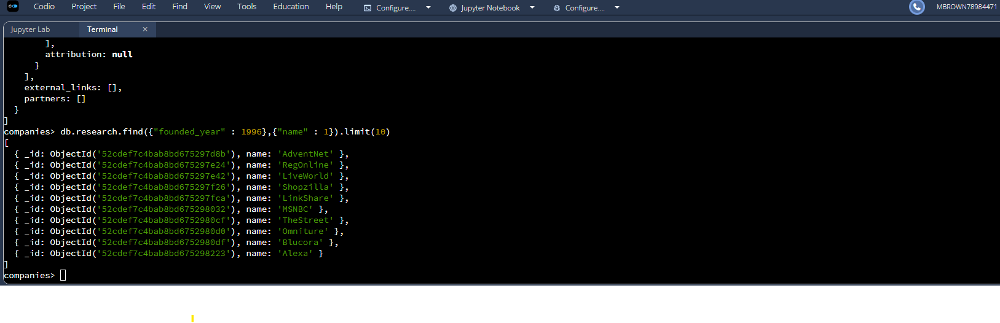 Codio Project File Edit Find View Tools Education Help Configure.... Jupyter Notebook Configure.... MBROWN78984471
Jupyter Lab Terminal ×
],
attribution: null
}
],
external_links: [],
partners: []
}
]
companies> db.research.find({"founded_year" : 1996},{"name" : 1}).limit(10)
[
{ _id: ObjectId('52cdef7c4bab8bd675297d8b'), name: 'AdventNet' },
{ _id: ObjectId('52cdef7c4bab8bd675297e24'), name: 'RegOnline' },
{ _id: ObjectId('52cdef7c4bab8bd675297e42'), name: 'LiveWorld' },
{ _id: ObjectId('52cdef7c4bab8bd675297f26'), name: 'Shopzilla' },
{ _id: ObjectId('52cdef7c4bab8bd675297fca'), name: 'LinkShare' },
{ _id: ObjectId('52cdef7c4bab8bd675298032'), name: 'MSNBC' },
{ _id: ObjectId('52cdef7c4bab8bd6752980cf'), name: 'TheStreet' },
{ _id: ObjectId('52cdef7c4bab8bd6752980d0'), name: 'Omniture' },
{ _id: ObjectId('52cdef7c4bab8bd6752980df'), name: 'Blucora' },
{ _id: ObjectId('52cdef7c4bab8bd675298223'), name: 'Alexa' }
]
companies>